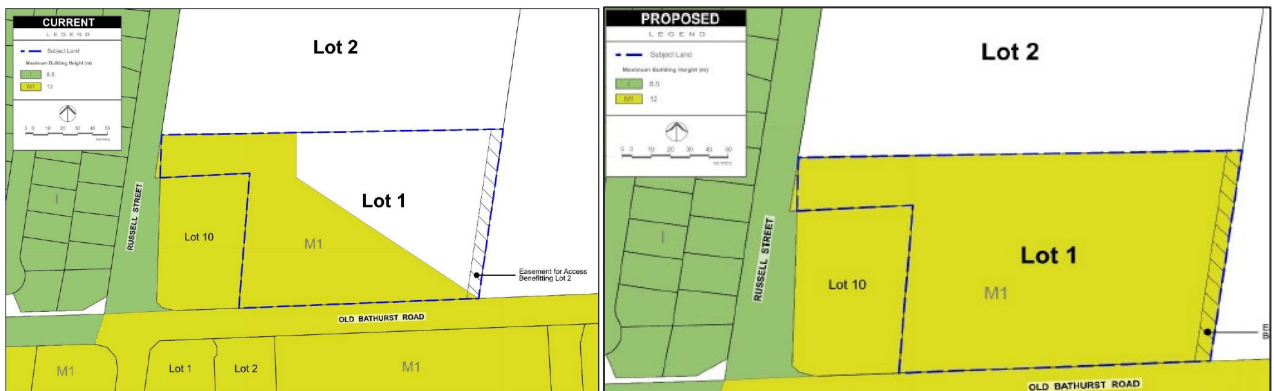 CURRENT
LEGEND
Subject Land
Maximum Building Height (m)
I 8.5
M1 12
Lot 2
Lot 1
Lot 10
M1
I
RUSSELL STREET
Easement for Access
Benefitting Lot 2
OLD BATHURST ROAD
M1
Lot 1
Lot 2
M1
PROPOSED
LEGEND
Subject Land
Maximum Building Height (m)
I 8.5
M1 12
Lot 2
Lot 1
Lot 10
M1
I
RUSSELL STREET
E
B
OLD BATHURST ROAD